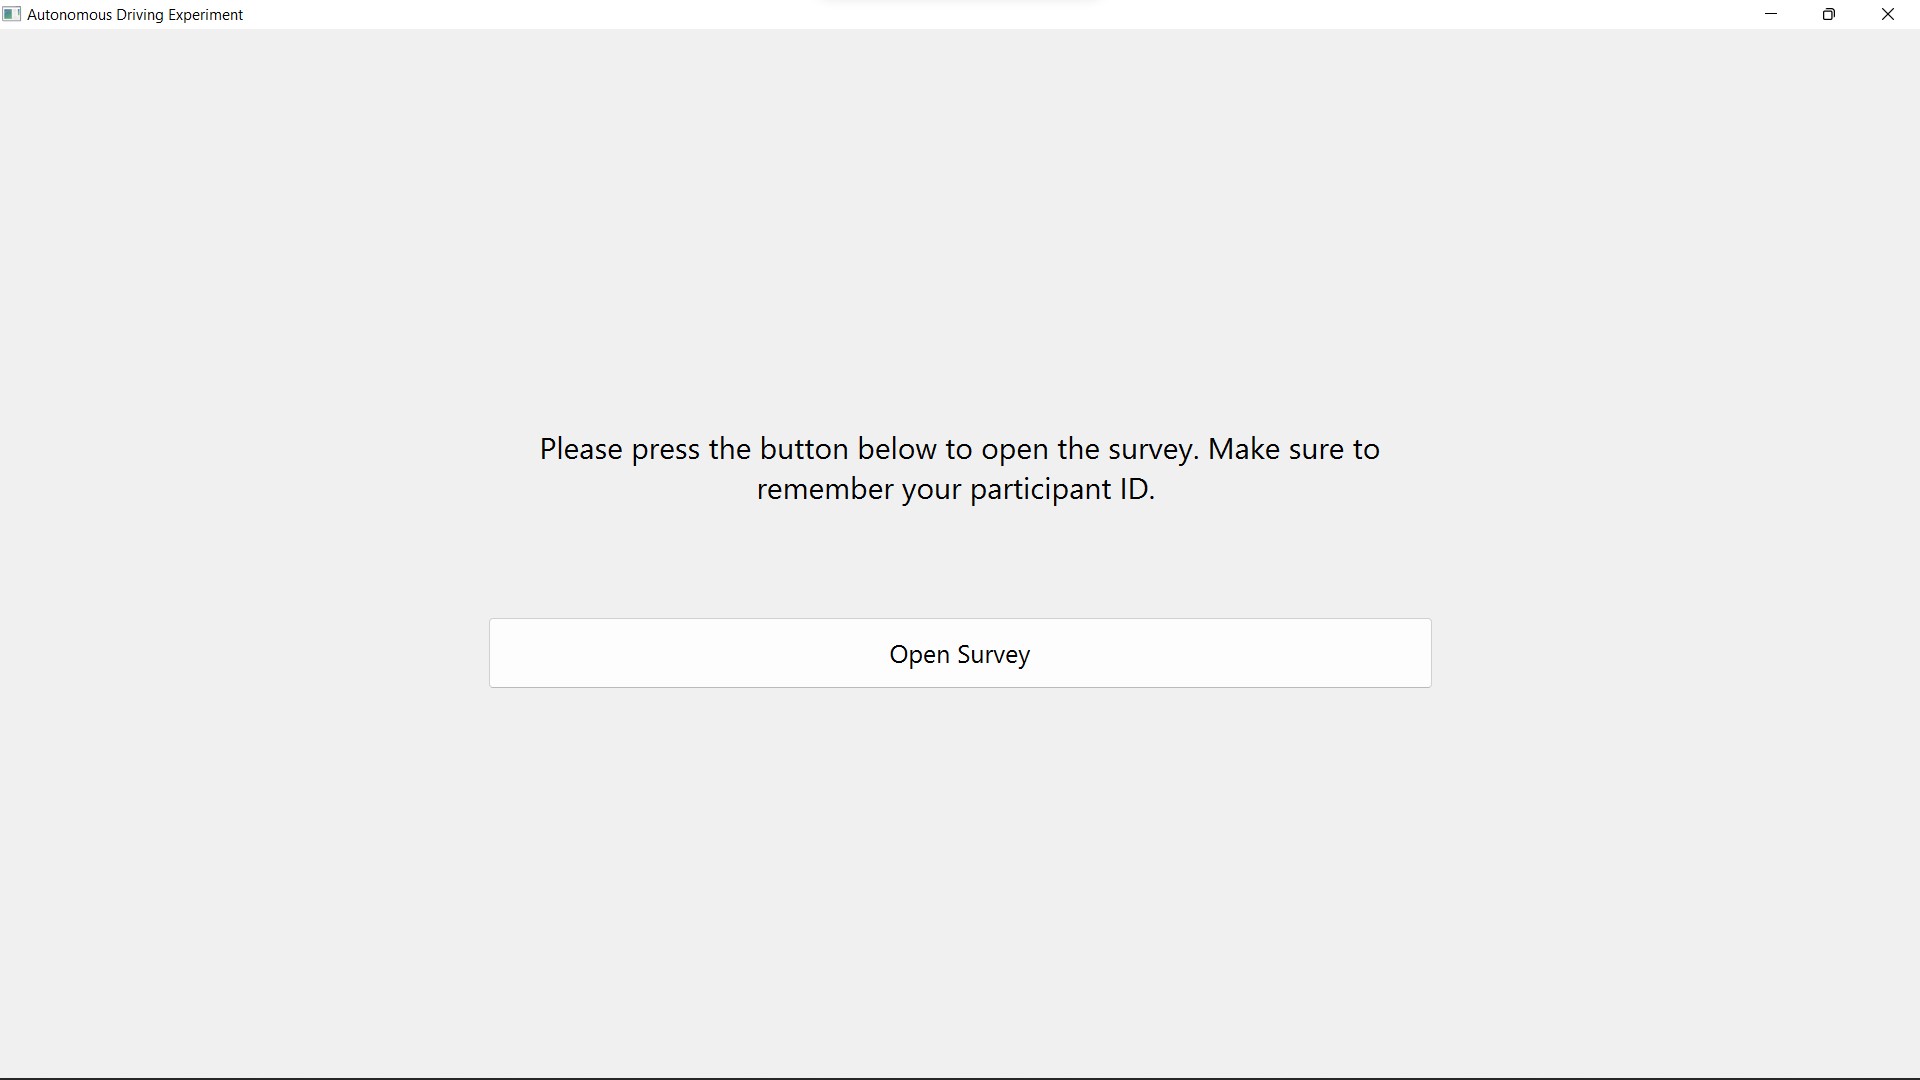 Autonomous Driving Experiment
Please press the button below to open the survey. Make sure to
remember your participant ID.
Open Survey